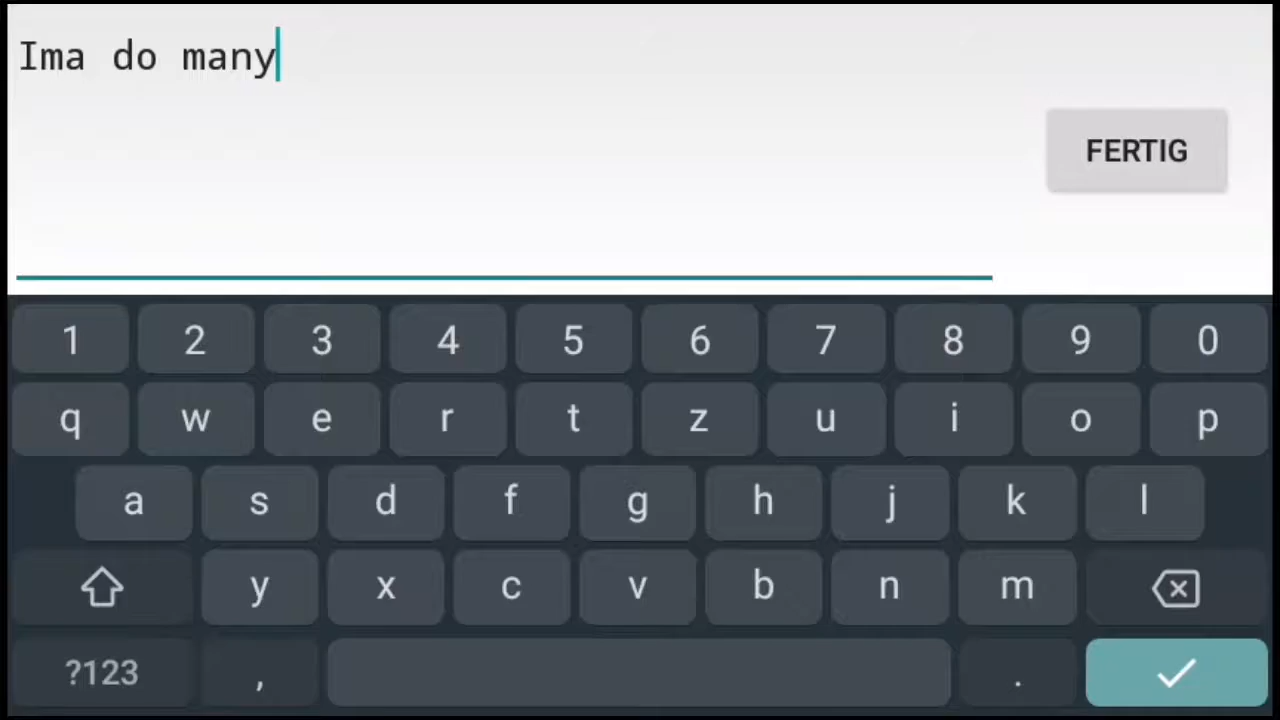 Ima do many
FERTIG
1 2 3 4 5 6 7 8 9 0
q w e r t z u i o p
a s d f g h j k l
y x c v b n m
?123 , .